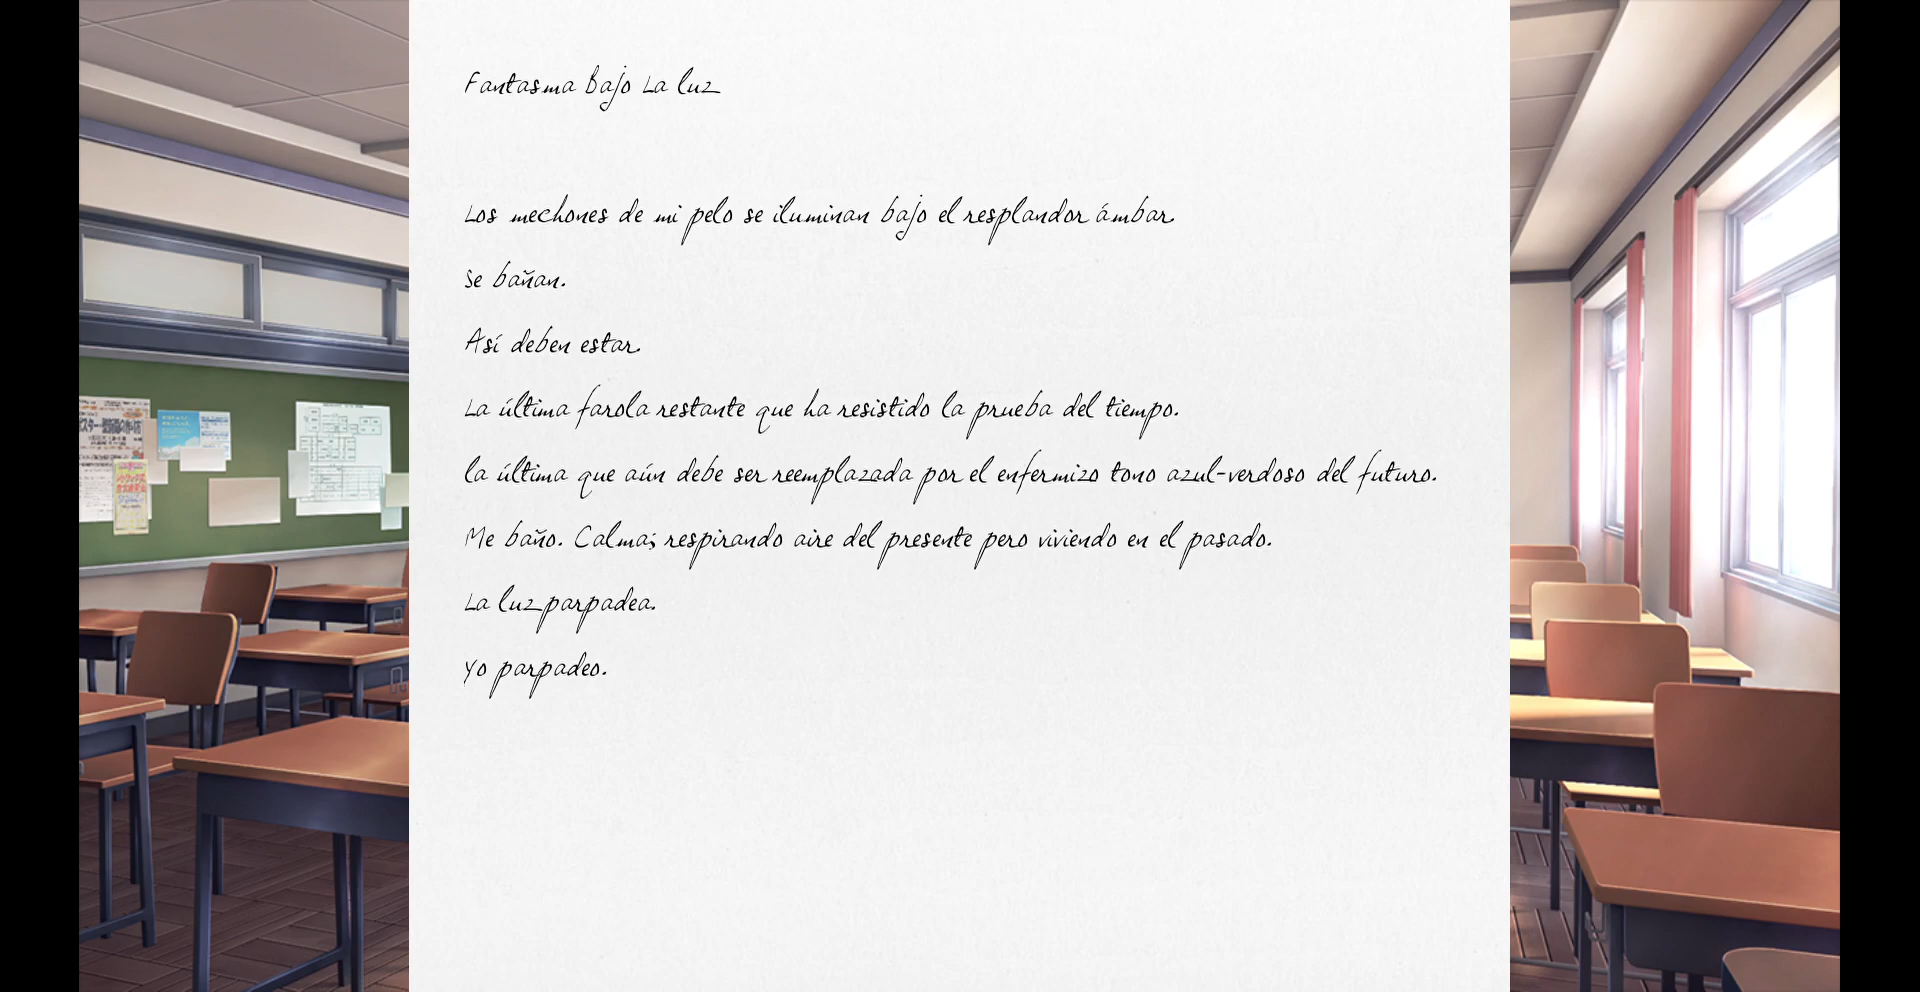 Fantasma Bajo La luz
Los mechones de mi pelo se iluminan bajo el resplandor ámbar
Se bañan.
Así deben estar.
La última farola restante que ha resistido la prueba del tiempo.
la última que aún debe ser reemplazada por el enfermizo tono azul-verdoso del futuro.
Me baño. Calma; respirando aire del presente pero viviendo en el pasado.
La luz parpadea.
Yo parpadeo.